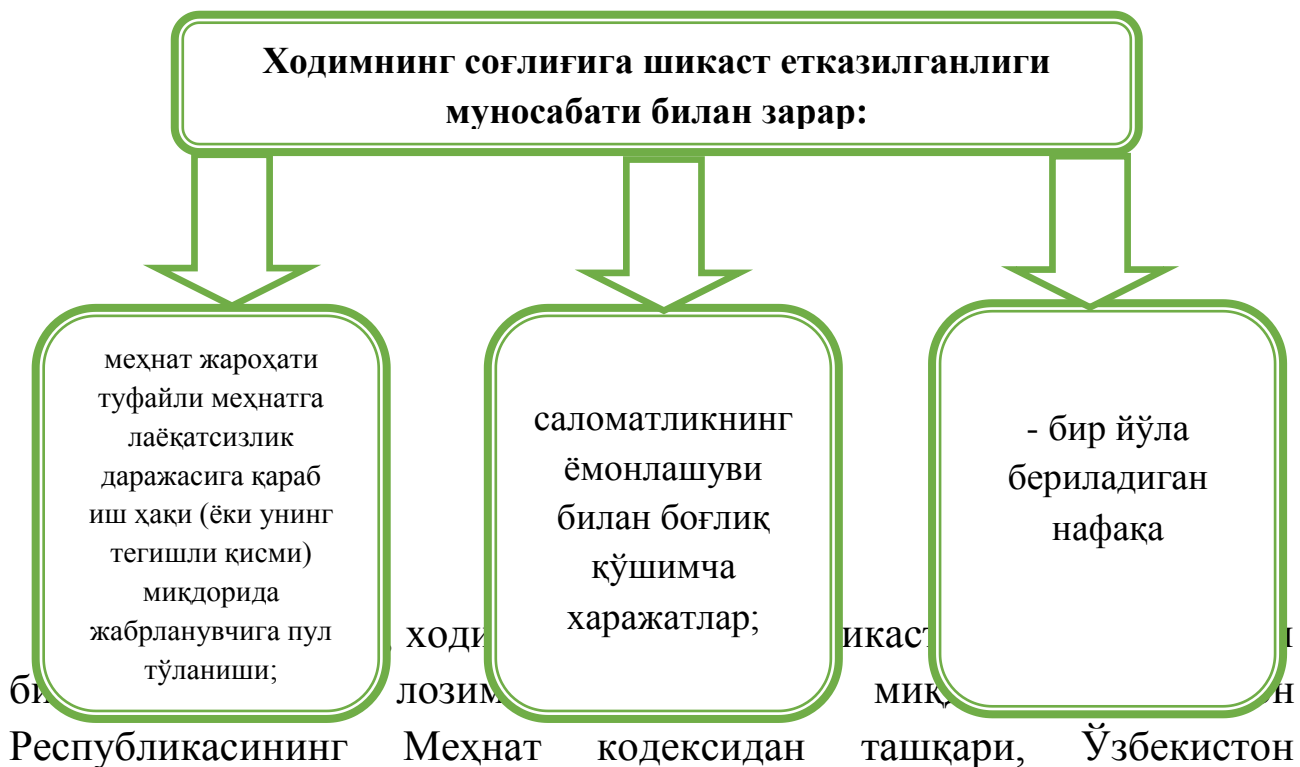 Ходимнинг соғлиғига шикаст етказилганлиги
муносабати билан зарар:
меҳнат жароҳати
туфайли меҳнатга
лаёқатсизлик
даражасига қараб
иш ҳақи (ёки унинг
тегишли қисми)
миқдорида
жабрланувчига пул
тўланиши;
саломатликнинг
ёмонлашуви
билан боғлиқ
қўшимча
харажатлар;
- бир йўла
бериладиган
нафақа
Республикасининг Меҳнат кодексидан ташқари, Ўзбекистон